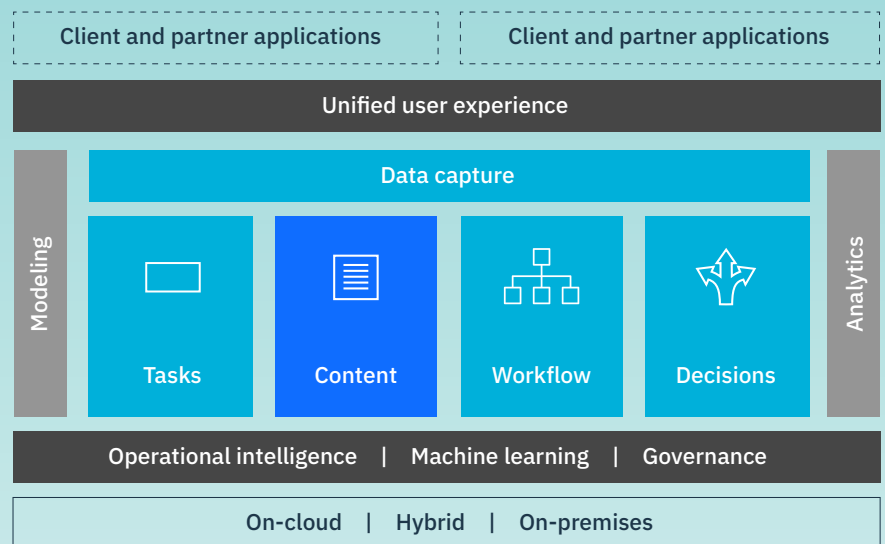 Client and partner applications
Client and partner applications
Unified user experience
Modeling
Data capture
Analytics
Tasks
Content
Workflow
Decisions
Operational intelligence | Machine learning | Governance
On-cloud | Hybrid | On-premises